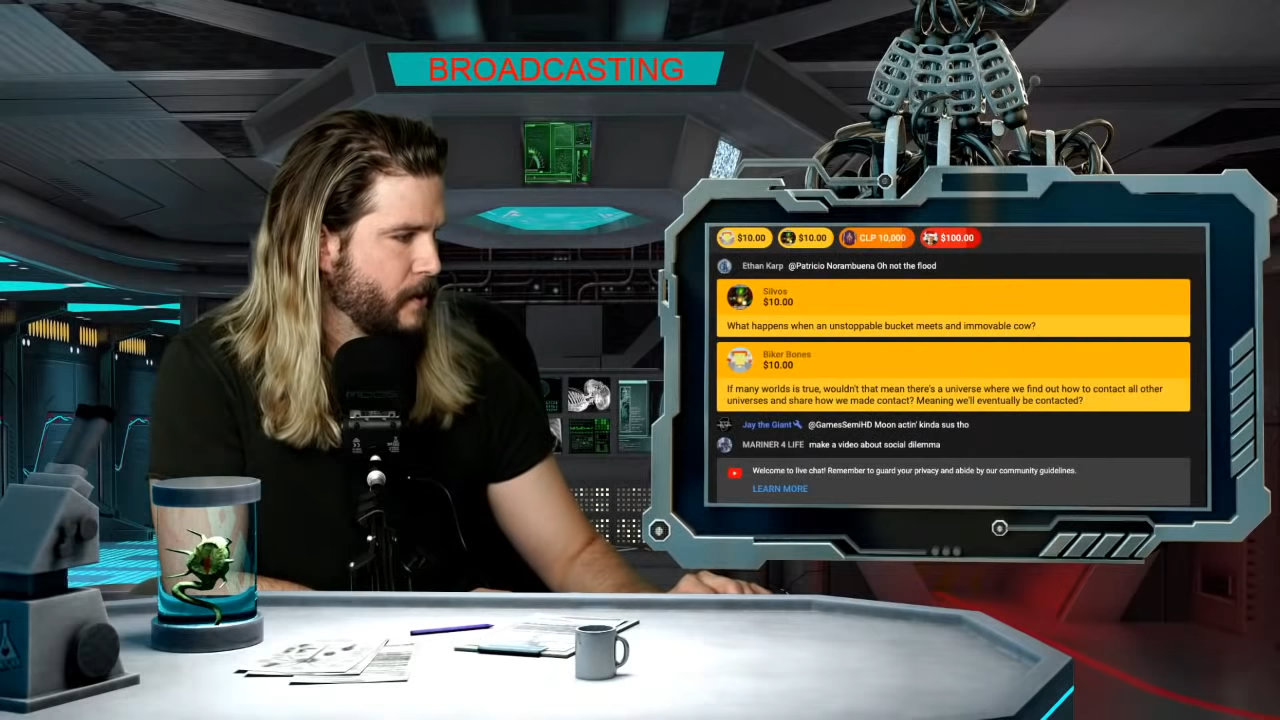 BROADCASTING
$10.00 $10.00 CLP 10,000 $100.00
Ethan Karp @Patricio Norambuena Oh not the flood
Silvos
$10.00
What happens when an unstoppable bucket meets and immovable cow?
Biker Bones
$10.00
If many worlds is true, wouldn't that mean there's a universe where we find out how to contact all other
universes and share how we made contact? Meaning we'll eventually be contacted?
Jay the Giant @GamesSemiHD Moon actin' kinda sus tho
MARINER 4 LIFE make a video about social dilemma
Welcome to live chat! Remember to guard your privacy and abide by our community guidelines.
LEARN MORE